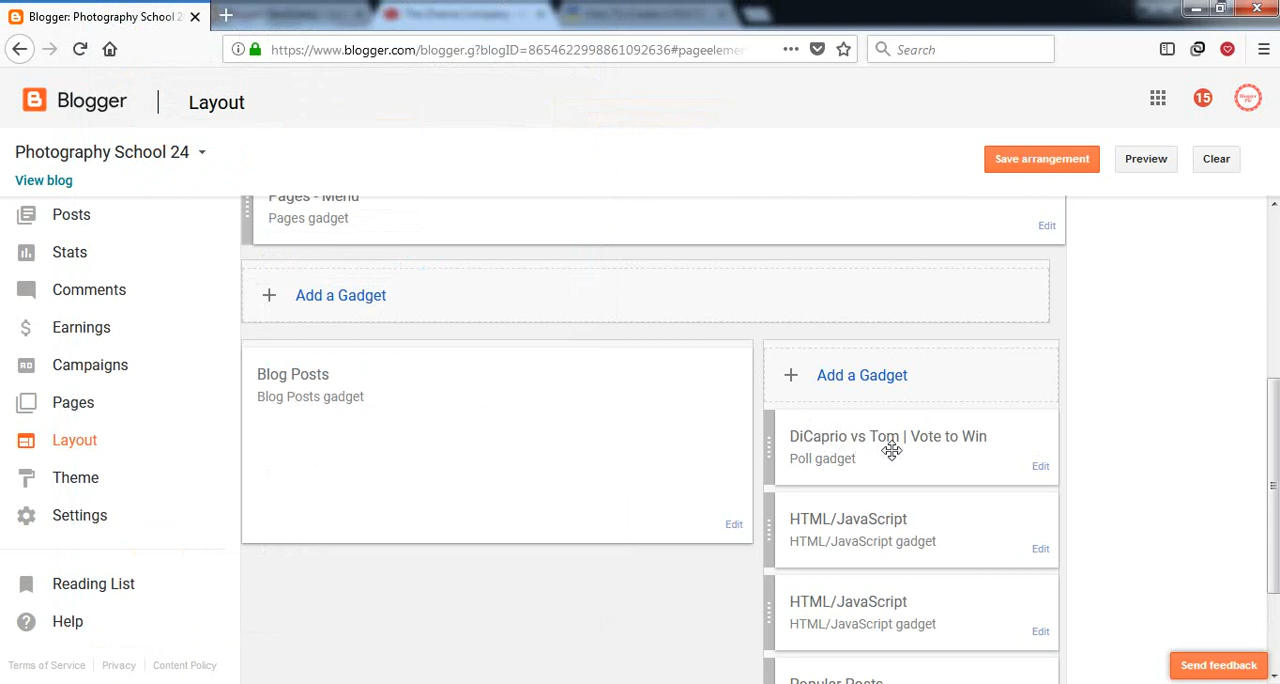 Blogger: Photography School 2
https://www.blogger.com/blogger.g?blogID=8654622998861092636#pageeleme
Search
Blogger
Layout
15
Photography School 24
View blog
Save arrangement
Preview
Clear
Posts
Stats
Comments
Earnings
Campaigns
Pages
Layout
Theme
Settings
Reading List
Help
Terms of Service
Privacy
Content Policy
Pages - Menu
Pages gadget
Edit
Add a Gadget
Blog Posts
Blog Posts gadget
Edit
Add a Gadget
DiCaprio vs Tom | Vote to Win
Poll gadget
Edit
HTML/JavaScript
HTML/JavaScript gadget
Edit
HTML/JavaScript
HTML/JavaScript gadget
Edit
Popular Posts
Send feedback